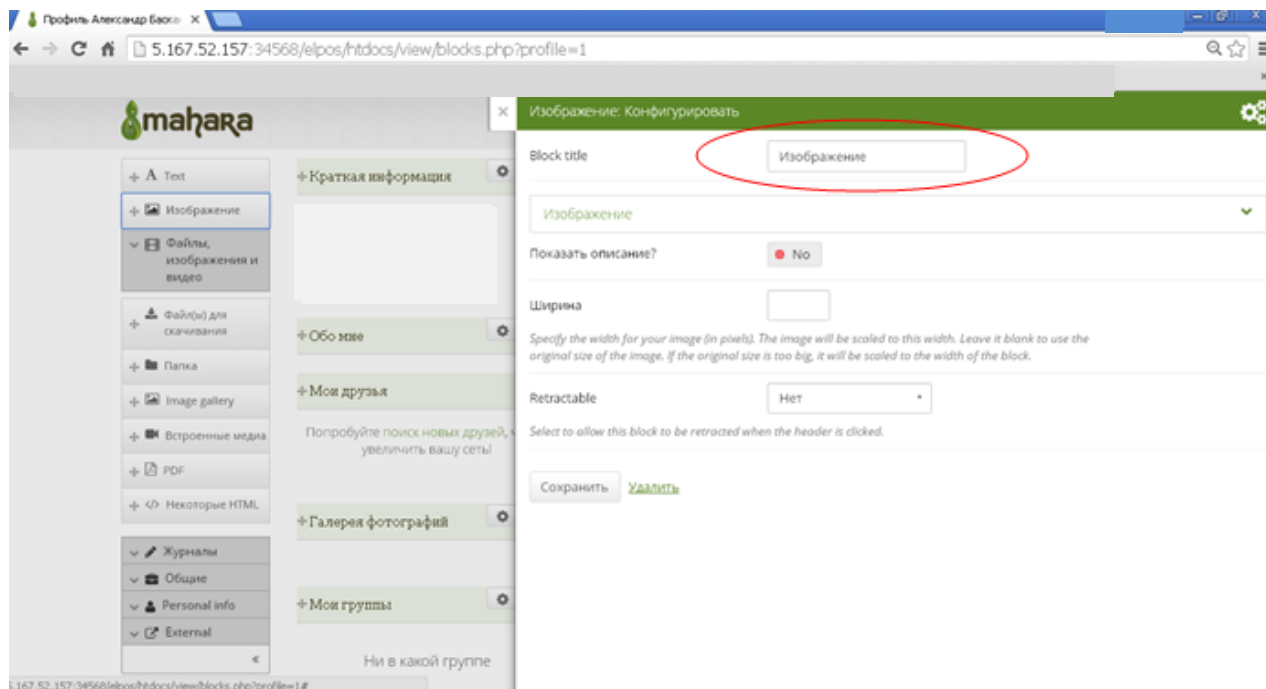 Профиль Александр Баска
5.167.52.157:34568/elpos/htdocs/view/blocks.php?profile=1
mahara
Text
Изображение
Файлы,
изображения и
видео
Файл(ы) для
скачивания
Папка
Image gallery
Встроенные медиа
PDF
Некоторые HTML
Журналы
Общие
Personal info
External
«
Краткая информация
Обо мне
Мои друзья
Попробуйте поиск новых друзей,
увеличить вашу сеть!
Галерея фотографий
Мои группы
Ни в какой группе
Изображение: Конфигурировать
Block title
Изображение
Изображение
Показать описание?
No
Ширина
Specify the width for your image (in pixels). The image will be scaled to this width. Leave it blank to use the
original size of the image. If the original size is too big, it will be scaled to the width of the block.
Retractable
Нет
Select to allow this block to be retracted when the header is clicked.
Сохранить Удалить
5.167.52.157:34568/elpos/htdocs/view/blocks.php?profile=1#